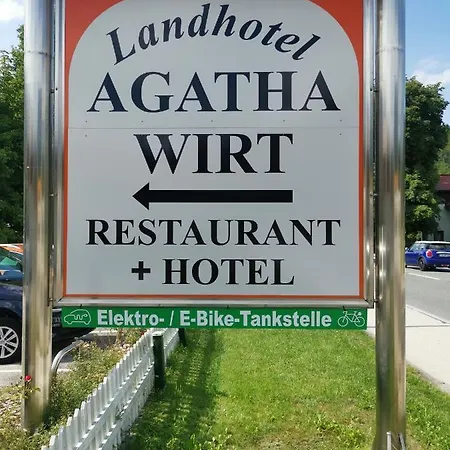 Landhotel
AGATHA
WIRT
RESTAURANT
+ HOTEL
Elektro- / E-Bike-Tankstelle